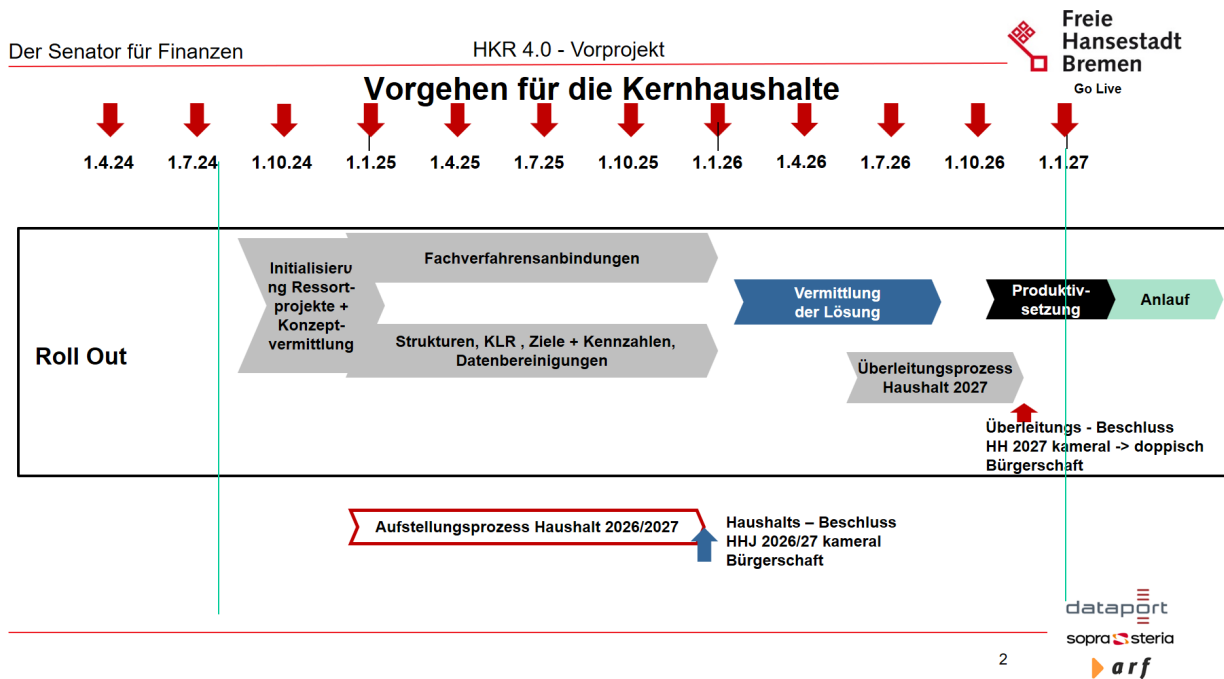 Der Senator für Finanzen
HKR 4.0 - Vorprojekt
Freie
Hansestadt
Bremen
Vorgehen für die Kernhaushalte
Go Live
1.4.24 1.7.24 1.10.24 1.1.25 1.4.25 1.7.25 1.10.25 1.1.26 1.4.26 1.7.26 1.10.26 1.1.27
Roll Out
Initialisieru
ng Ressort-
projekte +
Konzept-
vermittlung
Fachverfahrensanbindungen
Strukturen, KLR , Ziele + Kennzahlen,
Datenbereinigungen
Vermittlung
der Lösung
Produktiv-
setzung
Anlauf
Überleitungsprozess
Haushalt 2027
Überleitungs - Beschluss
HH 2027 kameral -> doppisch
Bürgerschaft
Aufstellungsprozess Haushalt 2026/2027
Haushalts – Beschluss
HHJ 2026/27 kameral
Bürgerschaft
dataport
sopra steria
arf
2